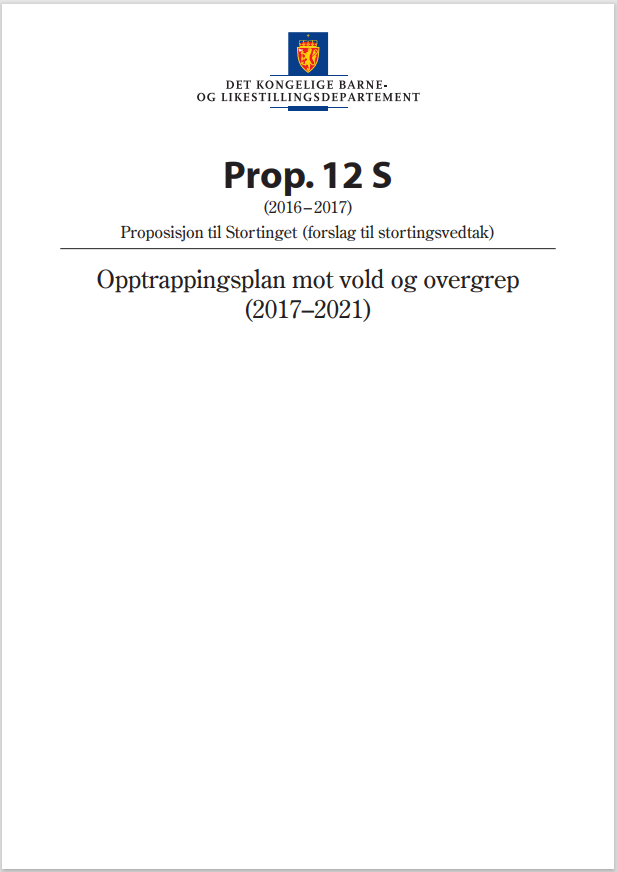 DET KONGELIGE BARNE-
OG LIKESTILLINGSDEPARTEMENT
Prop. 12 S
(2016–2017)
Proposisjon til Stortinget (forslag til stortingsvedtak)
Opptrappingsplan mot vold og overgrep
(2017–2021)